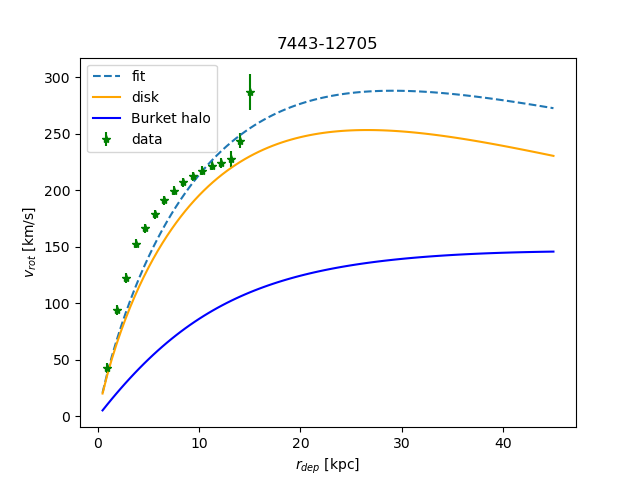 7443-12705
fit
disk
Burket halo
data
v_rot [km/s]
300
250
200
150
100
50
0
0 10 20 30 40
r_dep [kpc]